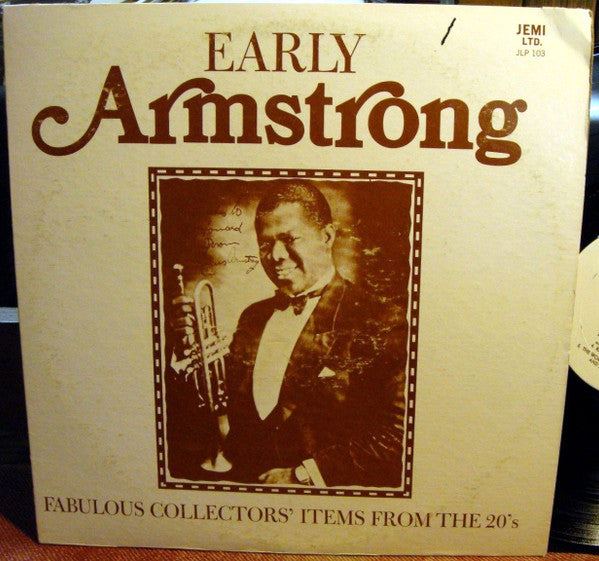 EARLY
Armstrong
JEMI
LTD.
JLP 103
FABULOUS COLLECTORS' ITEMS FROM THE 20's